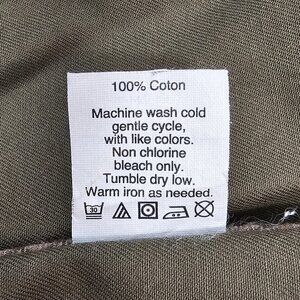 100% Coton
Machine wash cold
gentle cycle,
with like colors.
Non chlorine
bleach only.
Tumble dry low.
Warm iron as needed.
30